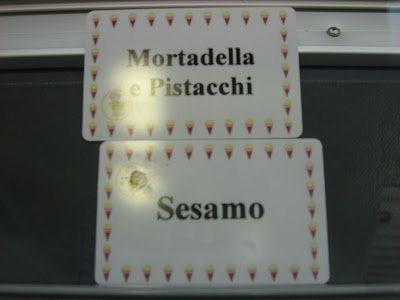 Mortadella
e Pistacchi
Sesamo